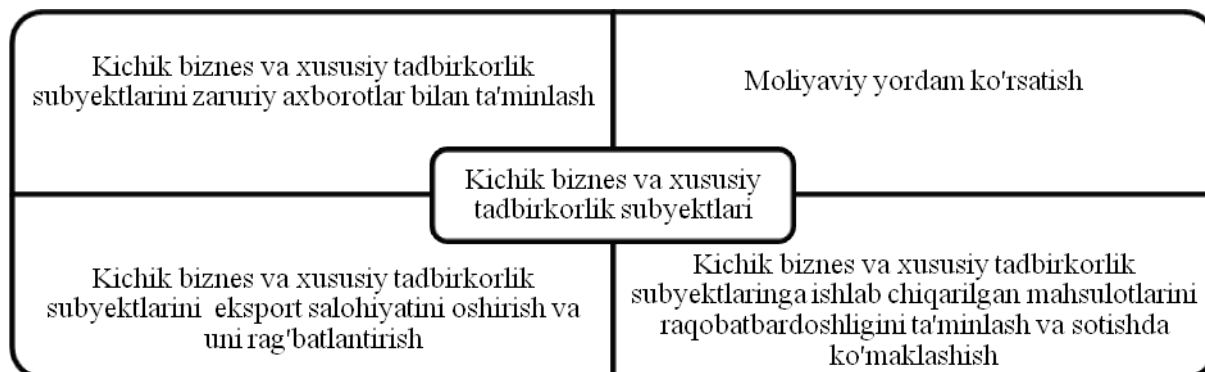 Kichik biznes va xususiy tadbirkorlik
subyektlarini zaruriy axborotlar bilan ta'minlash
Moliyaviy yordam ko'rsatish
Kichik biznes va xususiy
tadbirkorlik subyektlari
Kichik biznes va xususiy tadbirkorlik
subyektlarini eksport salohiyatini oshirish va
uni rag'batlantirish
Kichik biznes va xususiy tadbirkorlik
subyektlaringa ishlab chiqarilgan mahsulotlarini
raqobatbardoshligini ta'minlash va sotishda
ko'maklashish